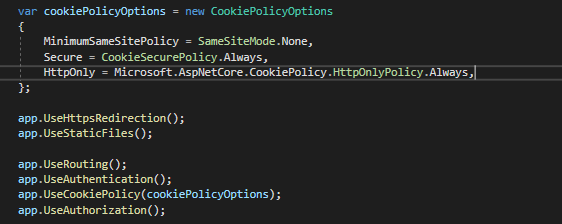 var cookiePolicyOptions = new CookiePolicyOptions
{
MinimumSameSitePolicy = SameSiteMode.None,
Secure = CookieSecurePolicy.Always,
HttpOnly = Microsoft.AspNetCore.CookiePolicy.HttpOnlyPolicy.Always,
};
app.UseHttpsRedirection();
app.UseStaticFiles();
app.UseRouting();
app.UseAuthentication();
app.UseCookiePolicy(cookiePolicyOptions);
app.UseAuthorization();